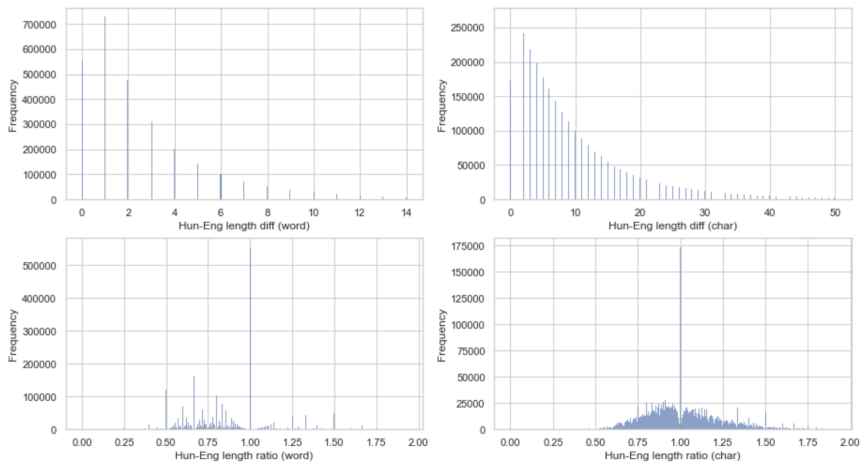 700000
600000
500000
400000
300000
200000
100000
0
Frequency
0 2 4 6 8 10 12 14
Hun-Eng length diff (word)
250000
200000
150000
100000
50000
0
Frequency
0 10 20 30 40 50
Hun-Eng length diff (char)
500000
400000
300000
200000
100000
0
Frequency
0.00 0.25 0.50 0.75 1.00 1.25 1.50 1.75 2.00
Hun-Eng length ratio (word)
175000
150000
125000
100000
75000
50000
25000
0
Frequency
0.00 0.25 0.50 0.75 1.00 1.25 1.50 1.75 2.00
Hun-Eng length ratio (char)